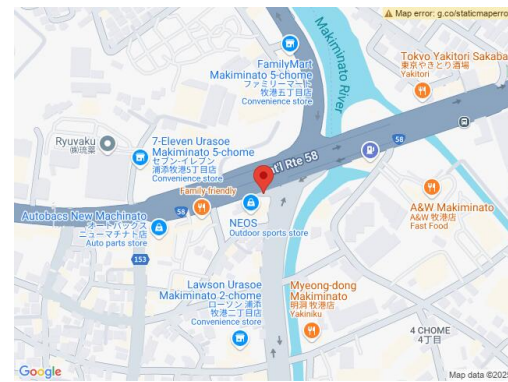 Map error: g.co/staticmaperro
FamilyMart
Makiminato 5-chome
ファミリーマート
牧港五丁目店
Convenience store
Makiminato River
Tokyo Yakitori Sakaba
東京やきとり酒場
Yakitori
58
Ryuvaku
㈱琉薬
7-Eleven Urasoe
Makiminato 5-chome
セブン-イレブン
浦添牧港5丁目店
Convenience store
t'l Rte 58
Family-friendly
58
NEOS
Outdoor sports store
Autobacs New Machinato
オートバックス
ニューマチナト店
Auto parts store
153
A&W Makiminato
A&W 牧港店
Fast Food
Lawson Urasoe
Makiminato 2-chome
ローソン 浦添
牧港二丁目店
Convenience store
Myeong-dong
Makiminato
明洞 牧港店
Yakiniku
4 CHOME
4丁目
Google
Map data ©2025